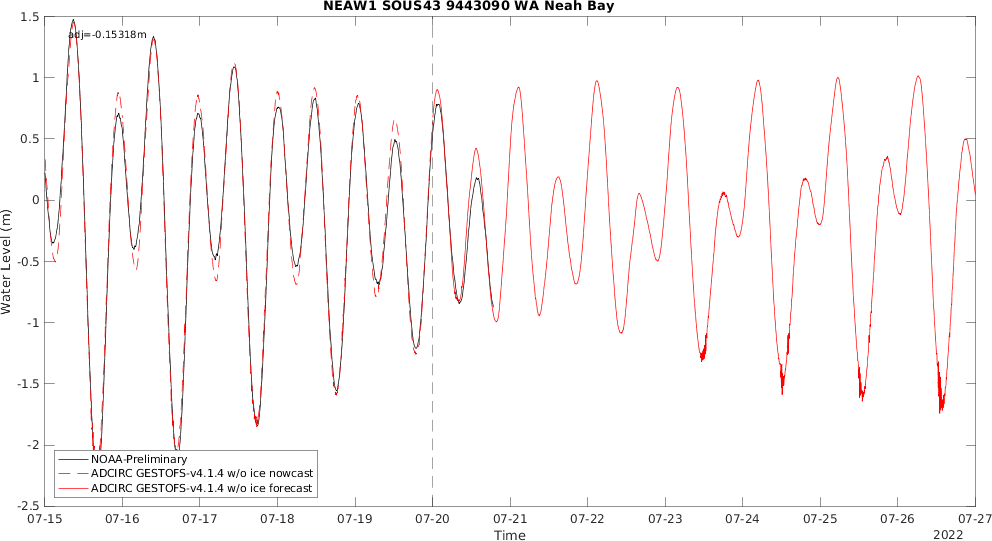 NEAW1 SOUS43 9443090 WA Neah Bay
adj=-0.15318m
1.5
1
0.5
0
-0.5
-1
-1.5
-2
-2.5
Water Level (m)
NOAA-Preliminary
ADCIRC GESTOFS-v4.1.4 w/o ice nowcast
ADCIRC GESTOFS-v4.1.4 w/o ice forecast
07-15 07-16 07-17 07-18 07-19 07-20 07-21 07-22 07-23 07-24 07-25 07-26 07-27
Time
2022